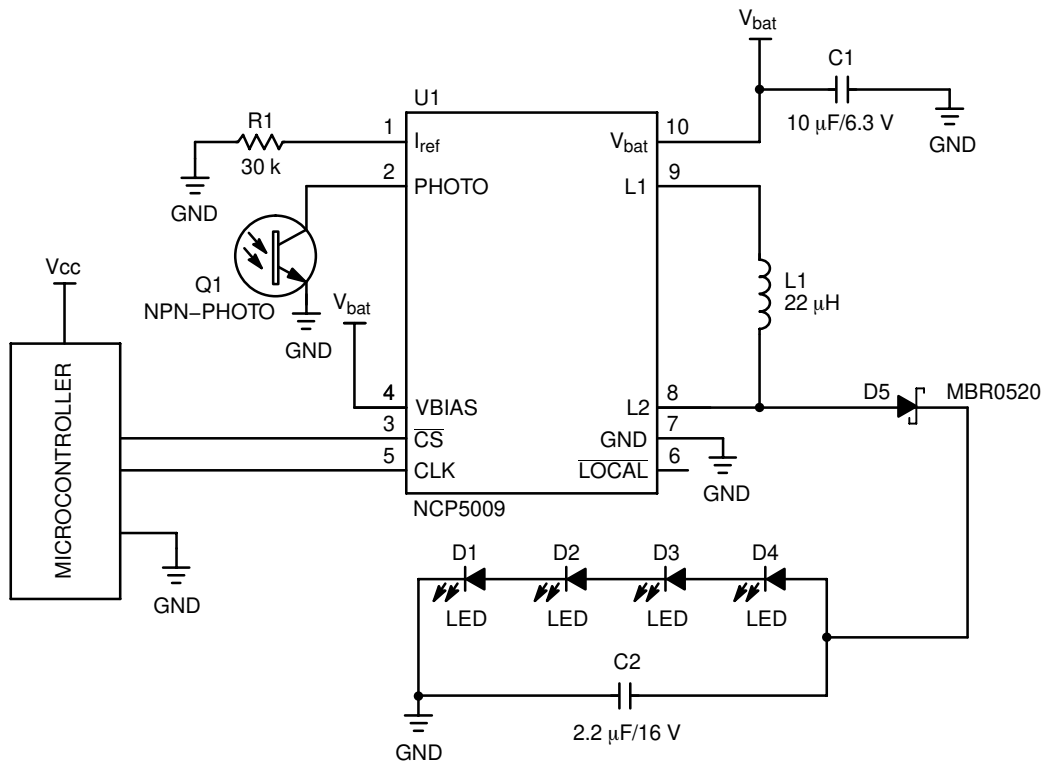 V_bat
C1
10 μF/6.3 V
GND
U1
R1
30 k
GND
1
I_ref
V_bat
10
2
PHOTO
L1
9
Q1
NPN–PHOTO
GND
L1
22 μH
Vcc
V_bat
MICROCONTROLLER
4
VBIAS
L2
8
D5
MBR0520
3
C̅S̅
GND
7
5
CLK
L̅O̅C̅A̅L̅
6
GND
NCP5009
GND
D1
D2
D3
D4
LED
LED
LED
LED
C2
2.2 μF/16 V
GND